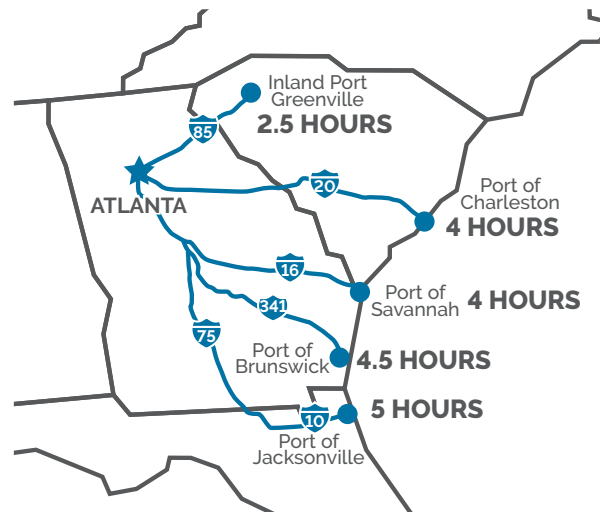 Inland Port
Greenville
2.5 HOURS
85
ATLANTA
20
Port of
Charleston
4 HOURS
16
Port of
Savannah
4 HOURS
341
75
Port of
Brunswick
4.5 HOURS
5 HOURS
10
Port of
Jacksonville